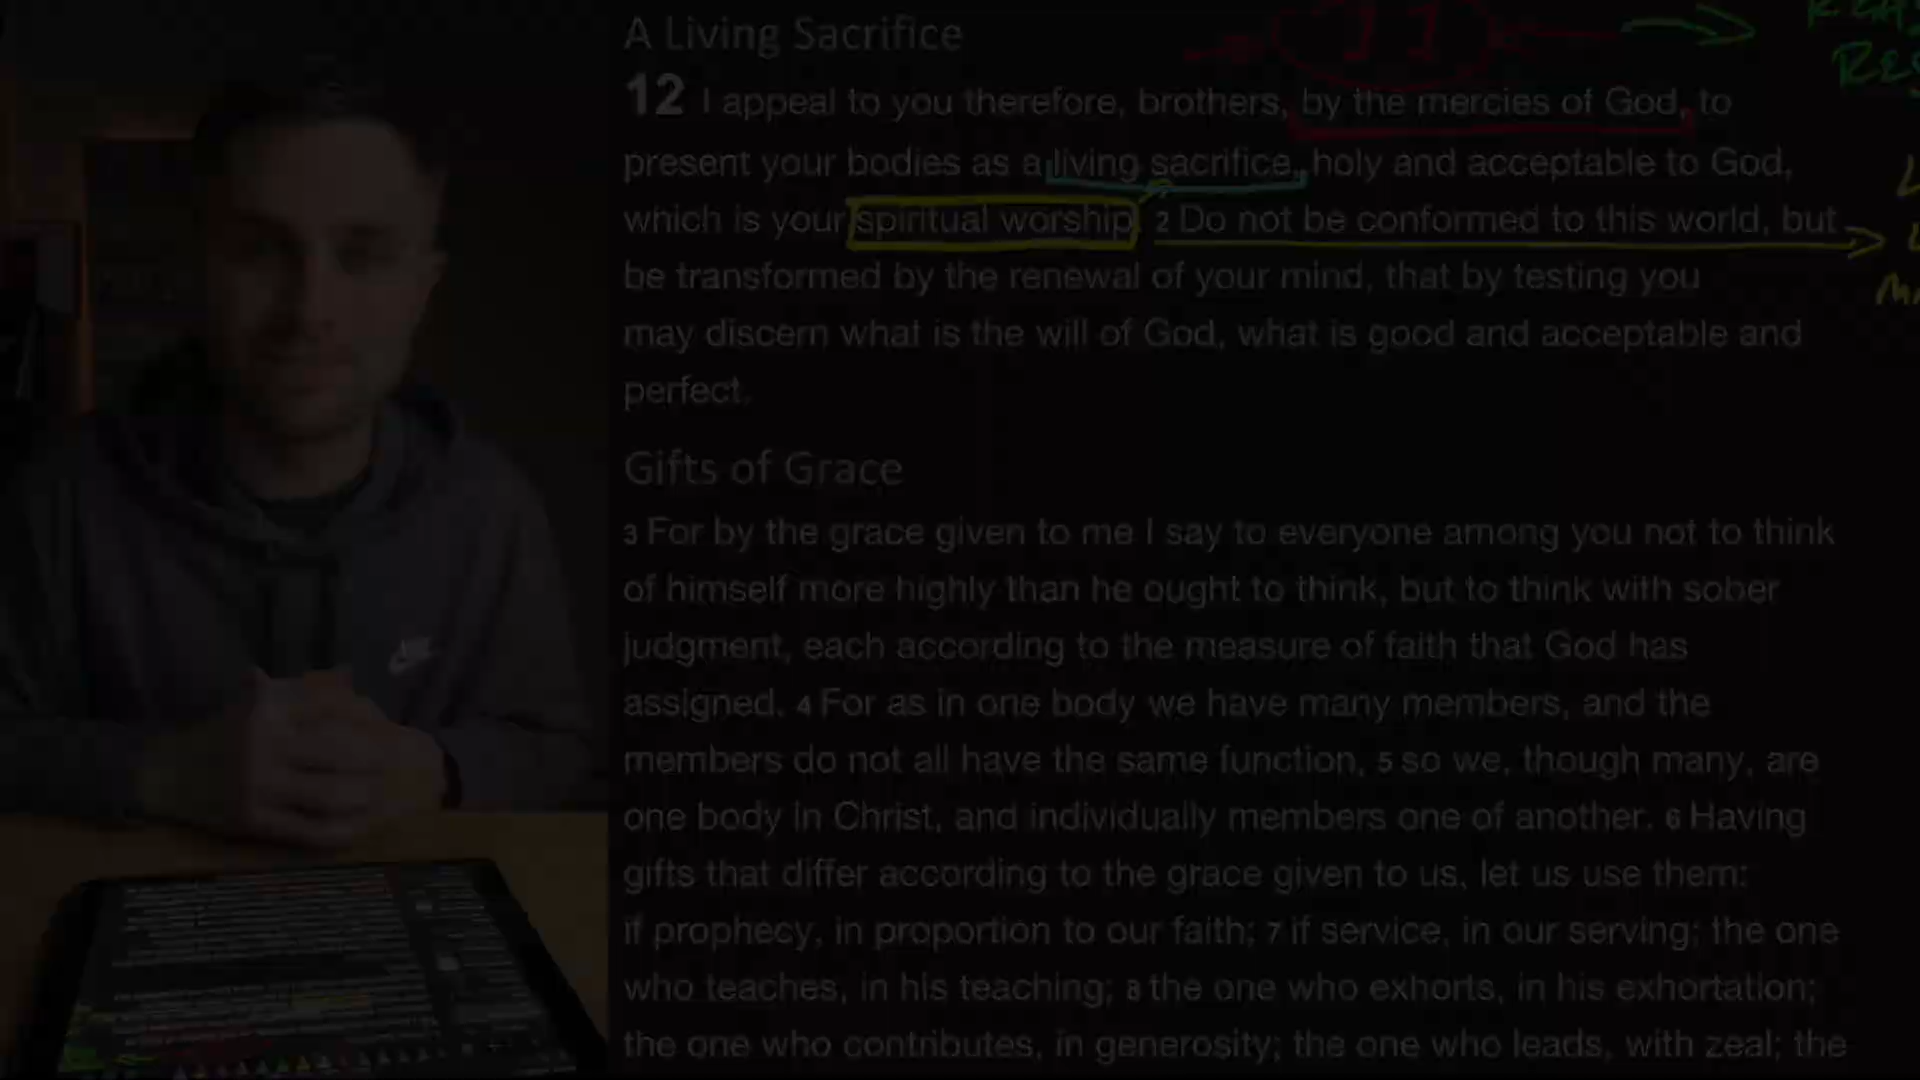 A Living Sacrifice
11
12 I appeal to you therefore, brothers, by the mercies of God, to
present your bodies as a living sacrifice, holy and acceptable to God,
which is your spiritual worship. 2 Do not be conformed to this world, but
be transformed by the renewal of your mind, that by testing you
may discern what is the will of God, what is good and acceptable and
perfect.
Gifts of Grace
3 For by the grace given to me I say to everyone among you not to think
of himself more highly than he ought to think, but to think with sober
judgment, each according to the measure of faith that God has
assigned. 4 For as in one body we have many members, and the
members do not all have the same function, 5 so we, though many, are
one body in Christ, and individually members one of another. 6 Having
gifts that differ according to the grace given to us, let us use them:
if prophecy, in proportion to our faith; 7 if service, in our serving; the one
who teaches, in his teaching; 8 the one who exhorts, in his exhortation;
the one who contributes, in generosity; the one who leads, with zeal; the